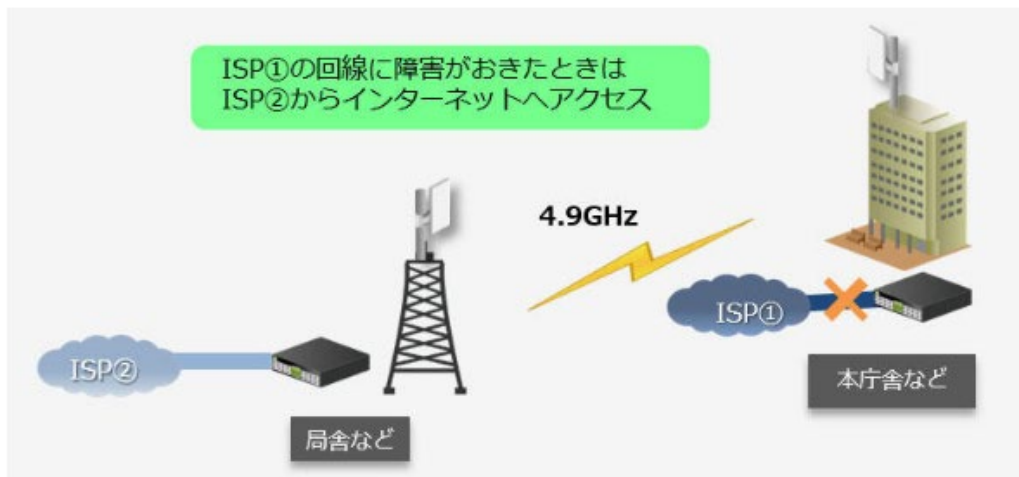 ISP①の回線に障害がおきたときは
ISP②からインターネットへアクセス
4.9GHz
ISP①
ISP②
本庁舎など
局舎など